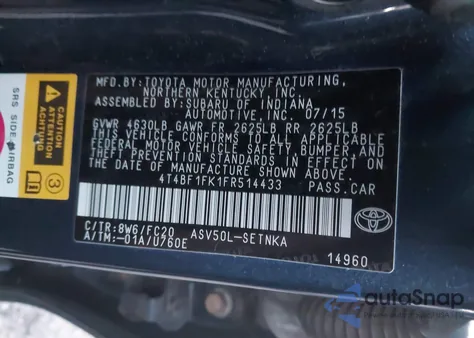 SRS SIDE AIRBAG
3
MFD.BY:TOYOTA MOTOR MANUFACTURING,
NORTHERN KENTUCKY,INC.
ASSEMBLED BY:SUBARU OF INDIANA
AUTOMOTIVE,INC. 07/15
GVWR 4630LB GAWR FR 2625LB RR 2625LB
THIS VEHICLE CONFORMS TO ALL APPLICABLE
FEDERAL MOTOR VEHICLE SAFETY,BUMPER,AND
THEFT PREVENTION STANDARDS IN EFFECT ON
THE DATE OF MANUFACTURE SHOWN ABOVE.
4T4BF1FK1FR514433 PASS.CAR
C/TR:8W6/FC20 ASV50L-SETNKA
A/TM:-01A/U760E
TOYOTA
14960
autoSnap